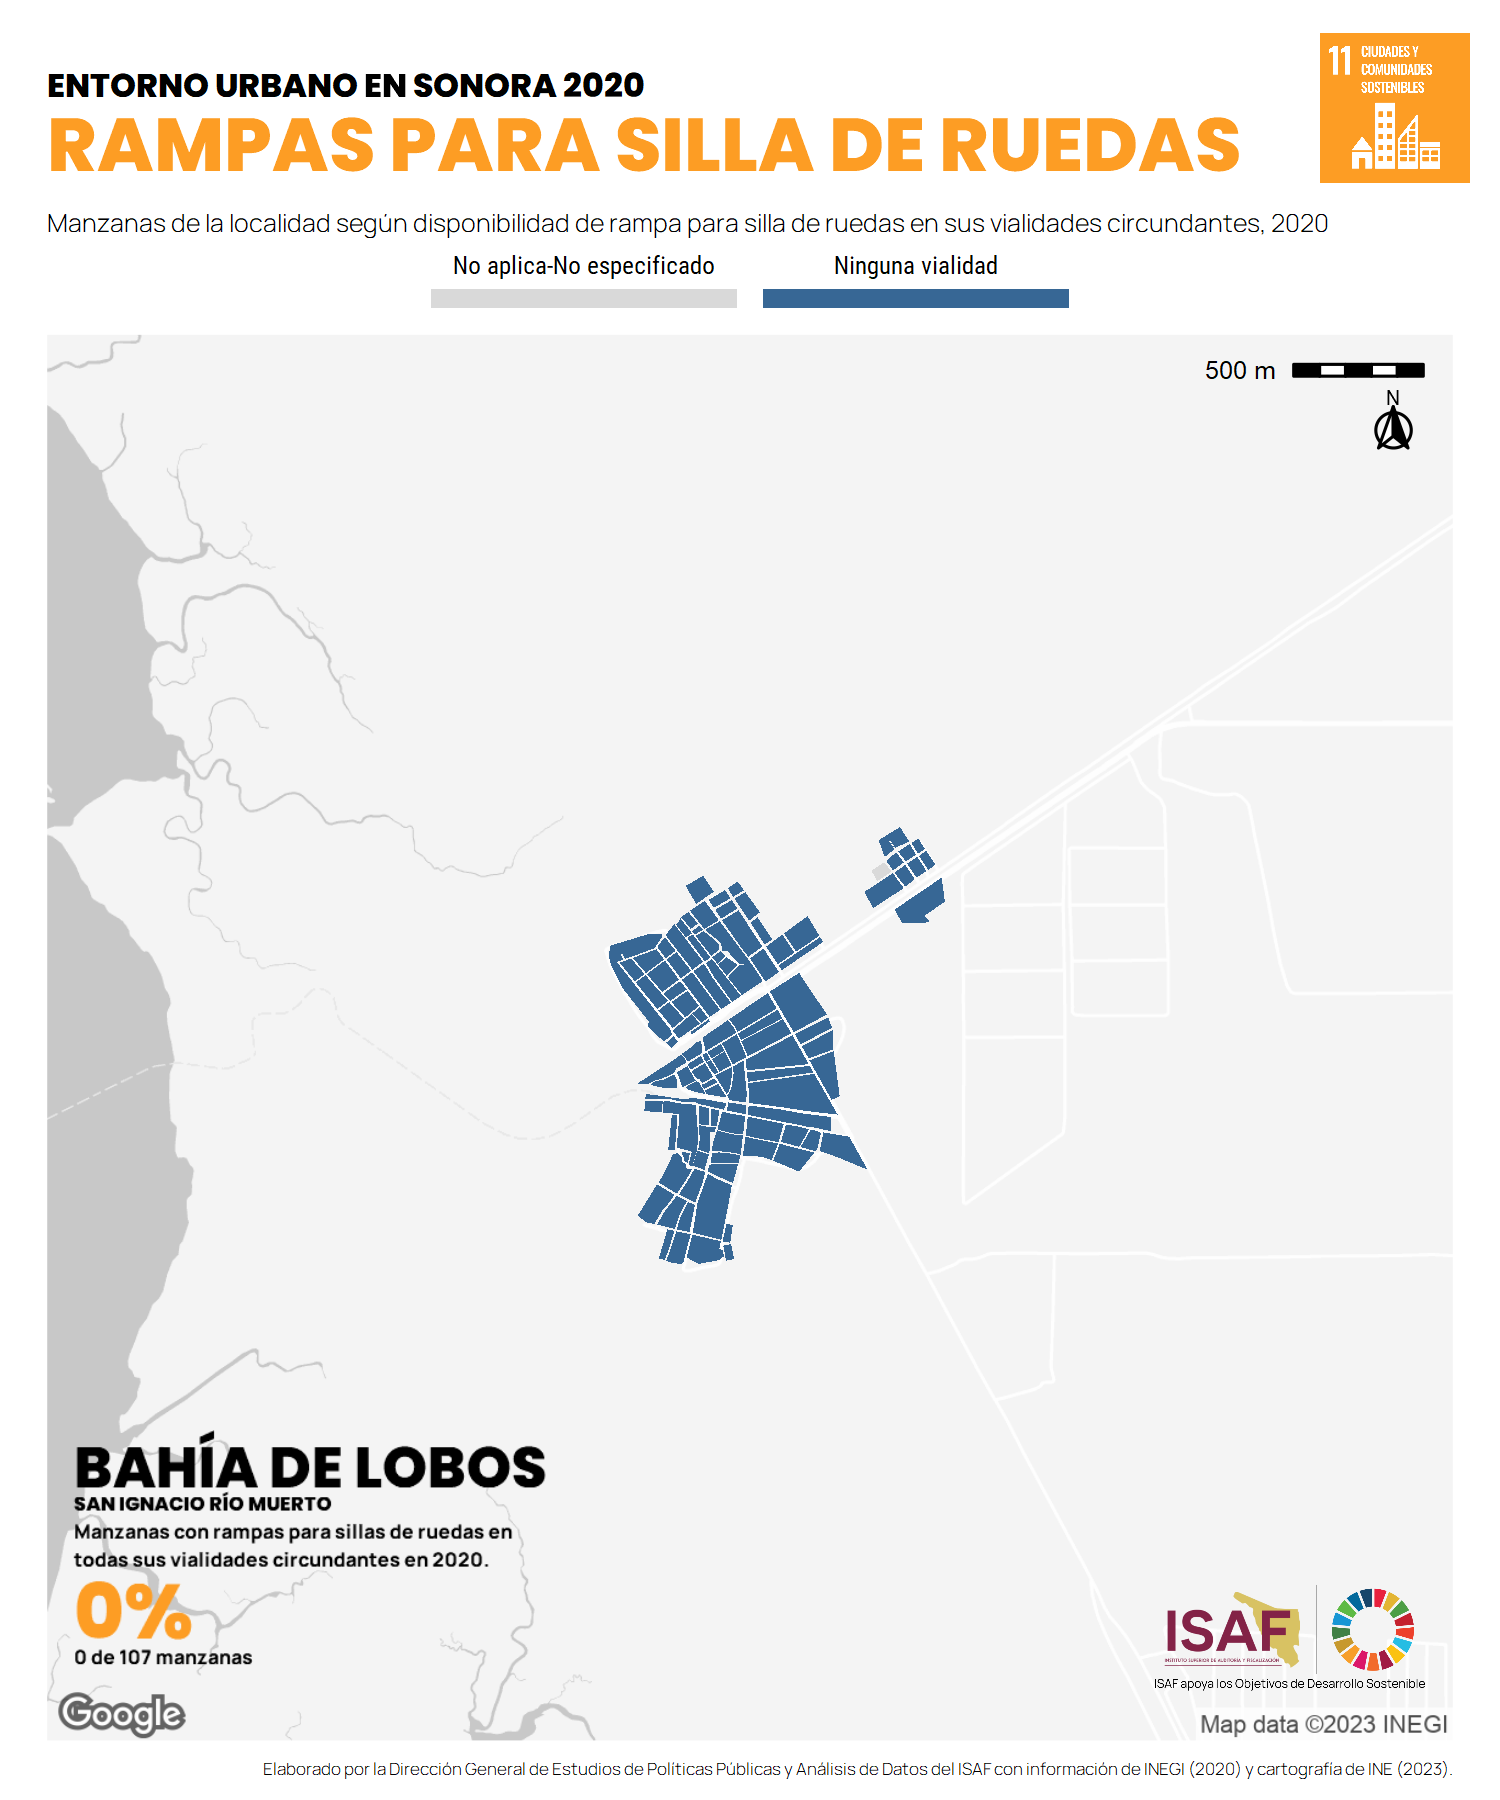 ENTORNO URBANO EN SONORA 2020
RAMPAS PARA SILLA DE RUEDAS
11 CIUDADES Y
COMUNIDADES
SOSTENIBLES
Manzanas de la localidad según disponibilidad de rampa para silla de ruedas en sus vialidades circundantes, 2020
No aplica-No especificado Ninguna vialidad
500 m
N
BAHÍA DE LOBOS
SAN IGNACIO RÍO MUERTO
Manzanas con rampas para sillas de ruedas en
todas sus vialidades circundantes en 2020.
0%
0 de 107 manzanas
Google
ISAF
INSTITUTO SUPERIOR DE AUDITORÍA Y FISCALIZACIÓN
ISAF apoya los Objetivos de Desarrollo Sostenible
Map data ©2023 INEGI
Elaborado por la Dirección General de Estudios de Políticas Públicas y Análisis de Datos del ISAF con información de INEGI (2020) y cartografía de INE (2023).